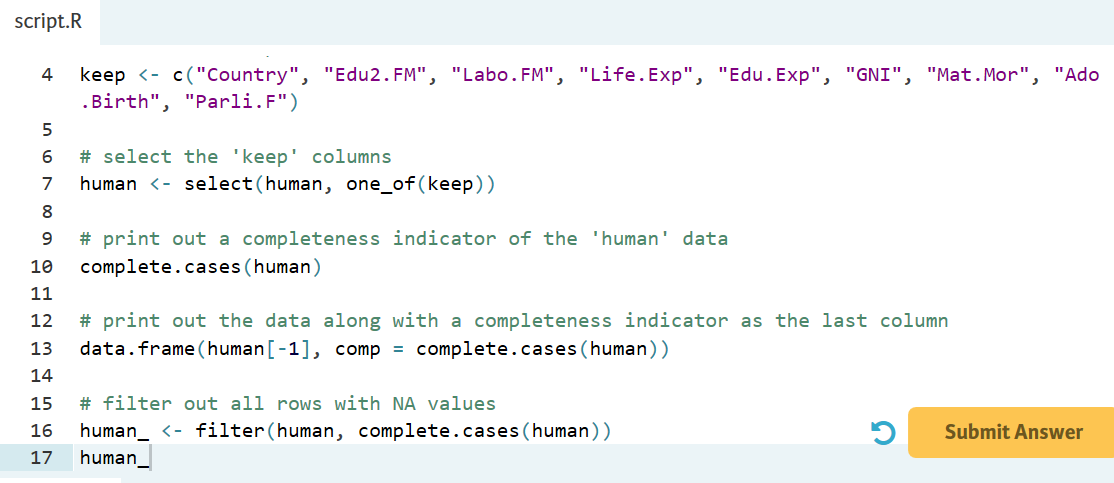 script.R
4 keep <- c("Country", "Edu2.FM", "Labo.FM", "Life.Exp", "Edu.Exp", "GNI", "Mat.Mor", "Ado
.Birth", "Parli.F")
5
6 # select the 'keep' columns
7 human <- select(human, one_of(keep))
8
9 # print out a completeness indicator of the 'human' data
10 complete.cases(human)
11
12 # print out the data along with a completeness indicator as the last column
13 data.frame(human[-1], comp = complete.cases(human))
14
15 # filter out all rows with NA values
16 human_ <- filter(human, complete.cases(human))
17 human_
Submit Answer